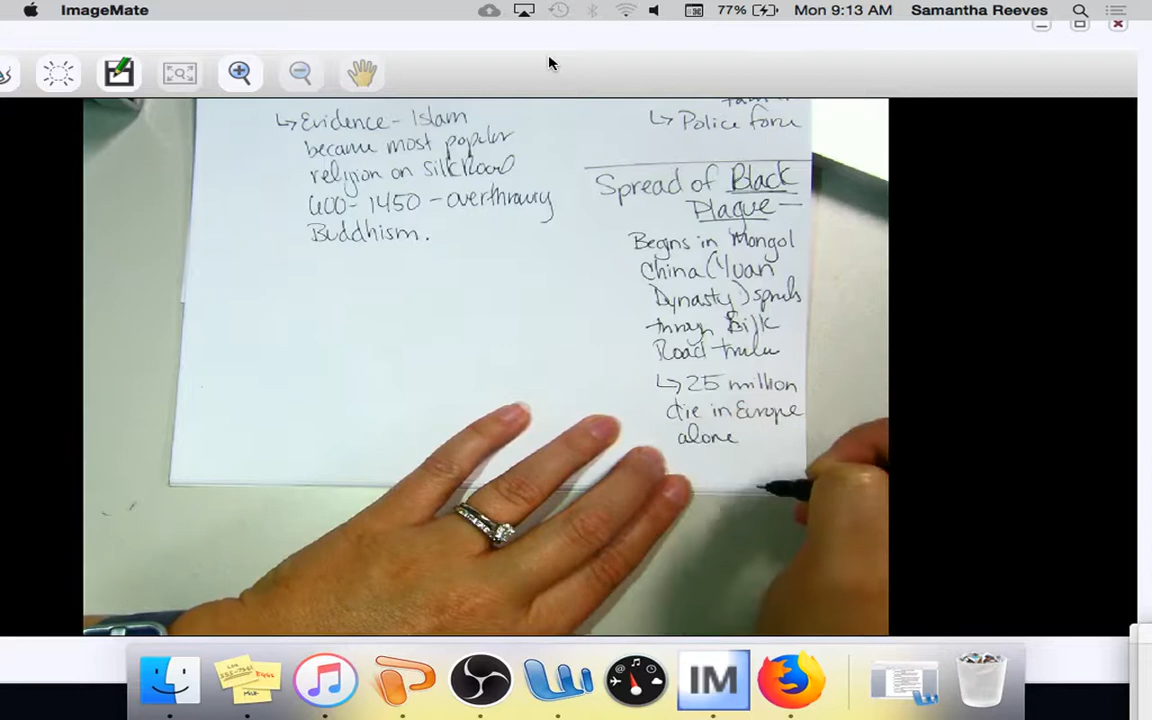 ImageMate
77%
Mon 9:13 AM
Samantha Reeves
↳ Evidence - Islam
became most popular
religion on Silk Road
600 - 1450 - overthrowing
Buddhism.
↳ Police force
Spread of Black
Plague -
Begins in Mongol
China (Yuan
Dynasty) spreads
through Silk
Road
↳ 25 million
die in Europe
alone
IM